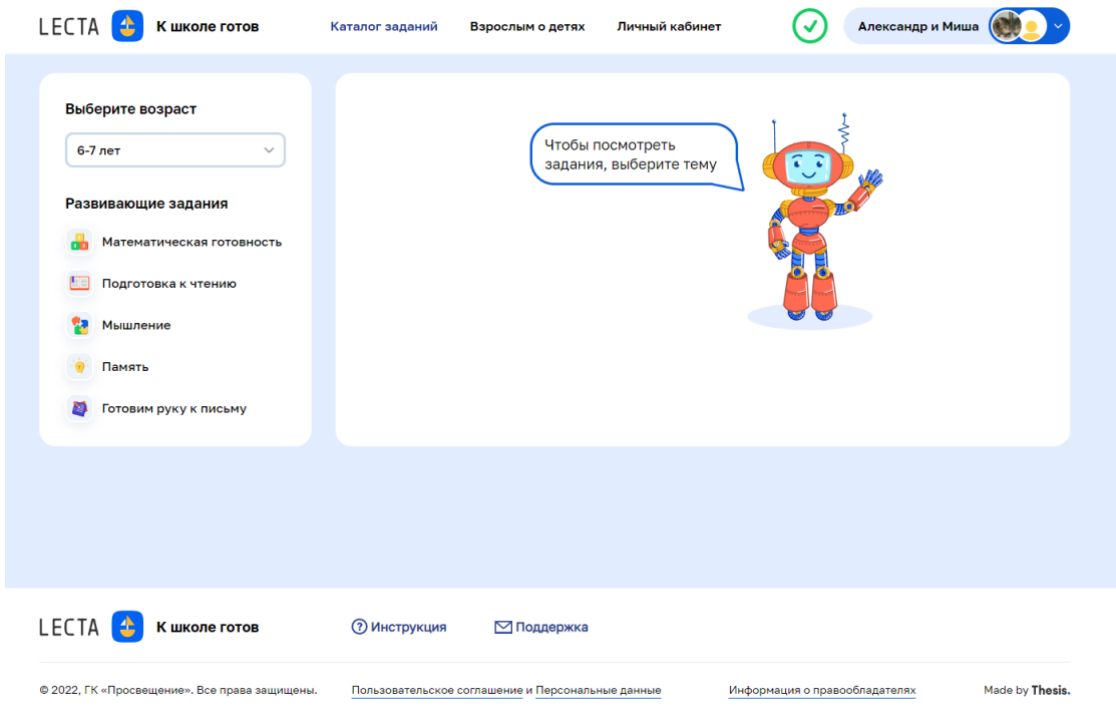 LECTA К школе готов Каталог заданий Взрослым о детях Личный кабинет Александр и Миша
Выберите возраст
6-7 лет
Развивающие задания
Математическая готовность
Подготовка к чтению
Мышление
Память
Готовим руку к письму
Чтобы посмотреть
задания, выберите тему
LECTA К школе готов Инструкция Поддержка
© 2022, ГК «Просвещение». Все права защищены. Пользовательское соглашение и Персональные данные Информация о правообладателях Made by Thesis.